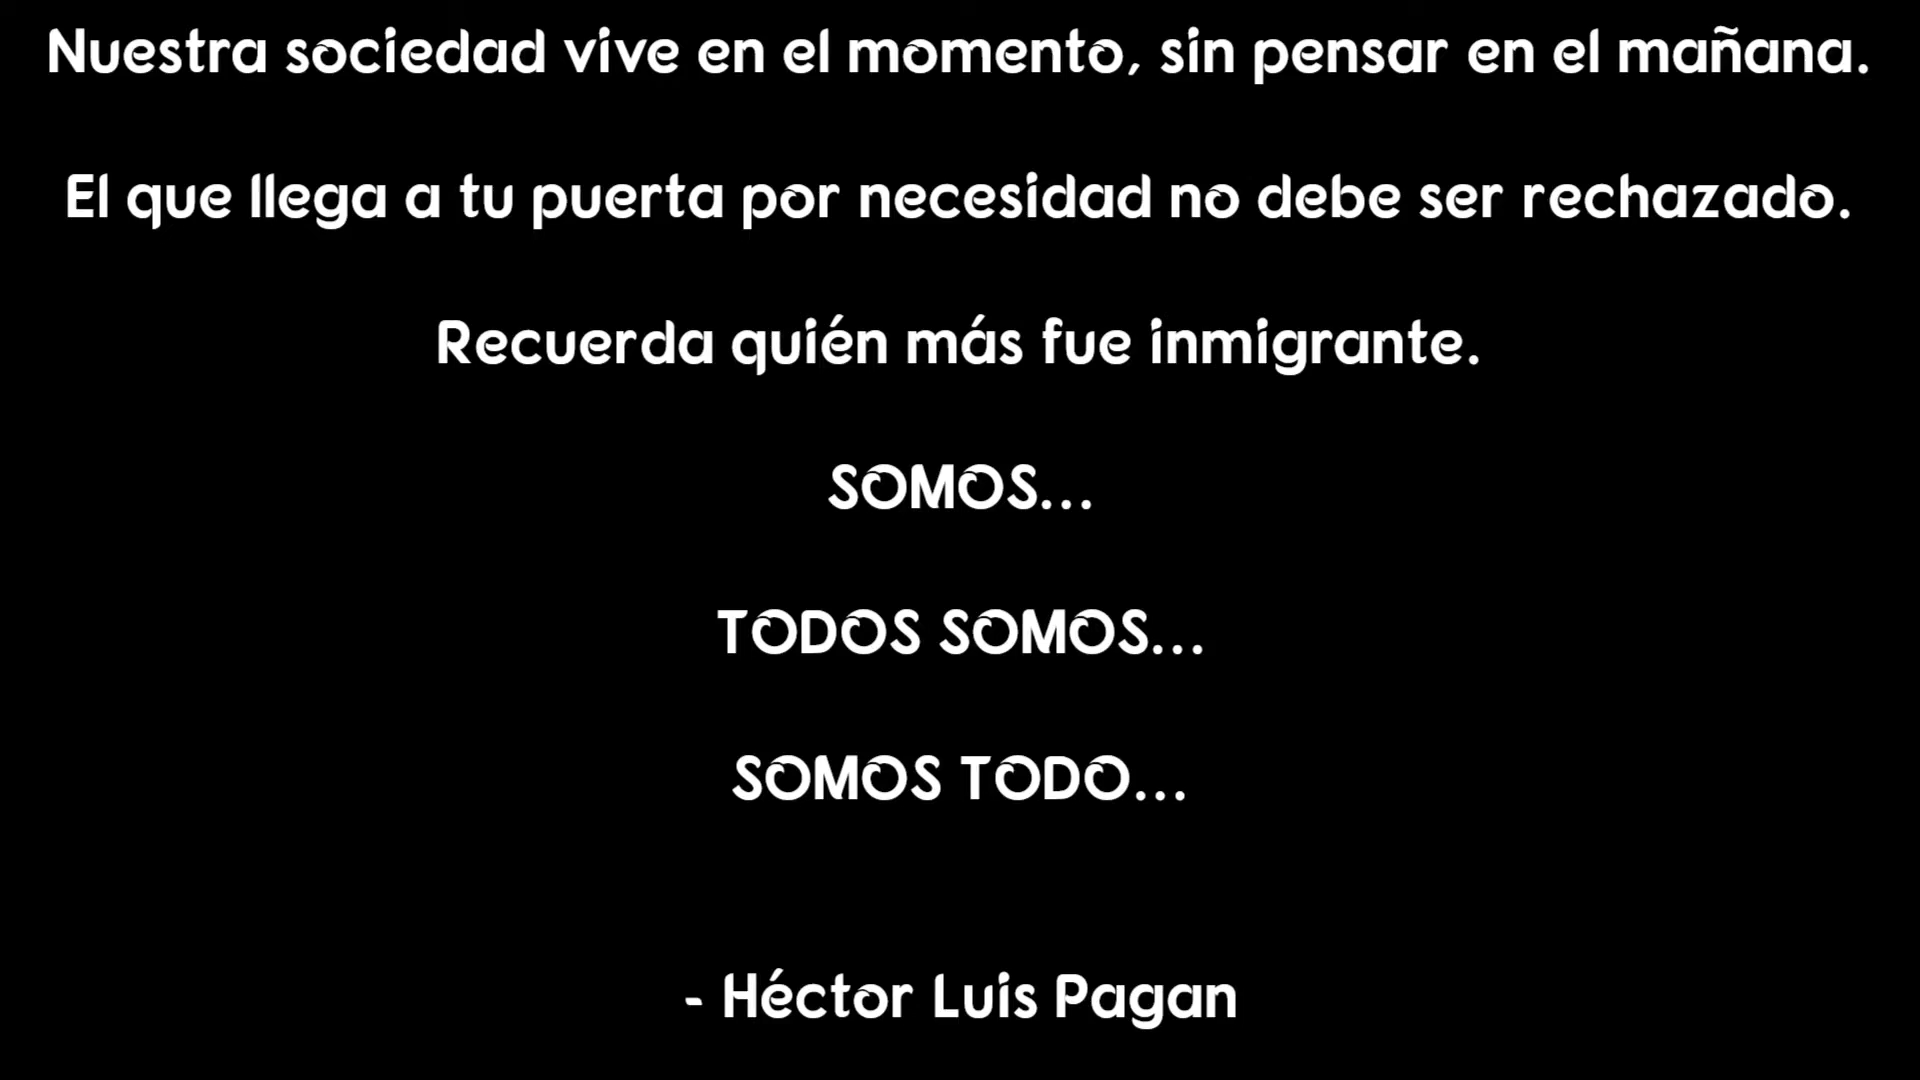 Nuestra sociedad vive en el momento, sin pensar en el mañana.
El que llega a tu puerta por necesidad no debe ser rechazado.
Recuerda quién más fue inmigrante.
SOMOS...
TODOS SOMOS...
SOMOS TODO...
- Héctor Luis Pagan